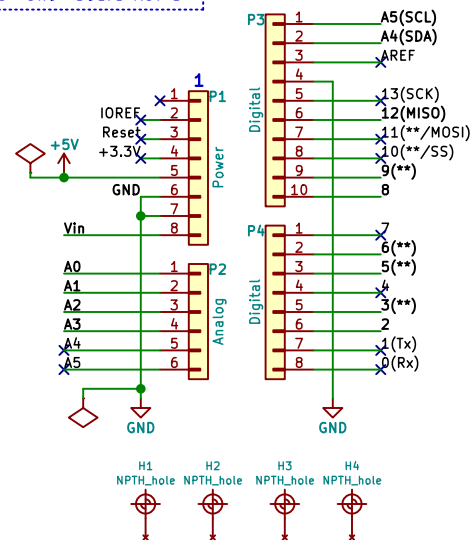 P3
1 A5(SCL)
2 A4(SDA)
3 AREF
4
5 13(SCK)
6 12(MISO)
7 11(**/MOSI)
8 10(**/SS)
9 9(**)
10 8
Digital
1
P1
1
IOREF 2
Reset 3
+3.3V 4
+5V
5
GND 6
7
Vin 8
Power
P4
1 7
2 6(**)
3 5(**)
4 4
5 3(**)
6 2
7 1(Tx)
8 0(Rx)
Digital
P2
A0 1
A1 2
A2 3
A3 4
A4 5
A5 6
Analog
GND
GND
H1 H2 H3 H4
NPTH_hole NPTH_hole NPTH_hole NPTH_hole